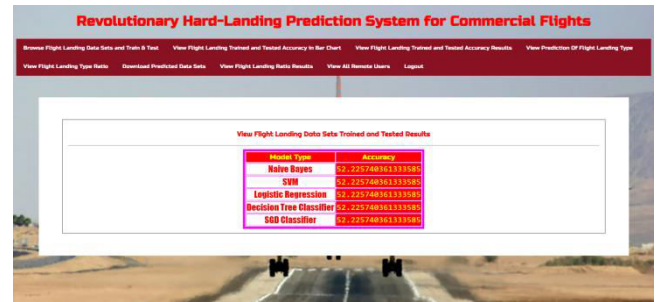 Revolutionary Hard-Landing Prediction System for Commercial Flights
Browse Flight Landing Data Sets and Train & Test View Flight Landing Trained and Tested Accuracy in Bar Chart View Flight Landing Trained and Tested Accuracy Results View Prediction Of Flight Landing Type
View Flight Landing Type Ratio Download Predicted Data Sets View Flight Landing Ratio Results View All Remote Users Logout
View Flight Landing Data Sets Trained and Tested Results
Model Type Accuracy
Naive Bayes 52.225740361333585
SVM 52.225740361333585
Logistic Regression 52.225740361333585
Decision Tree Classifier 52.225740361333585
SGD Classifier 52.225740361333585